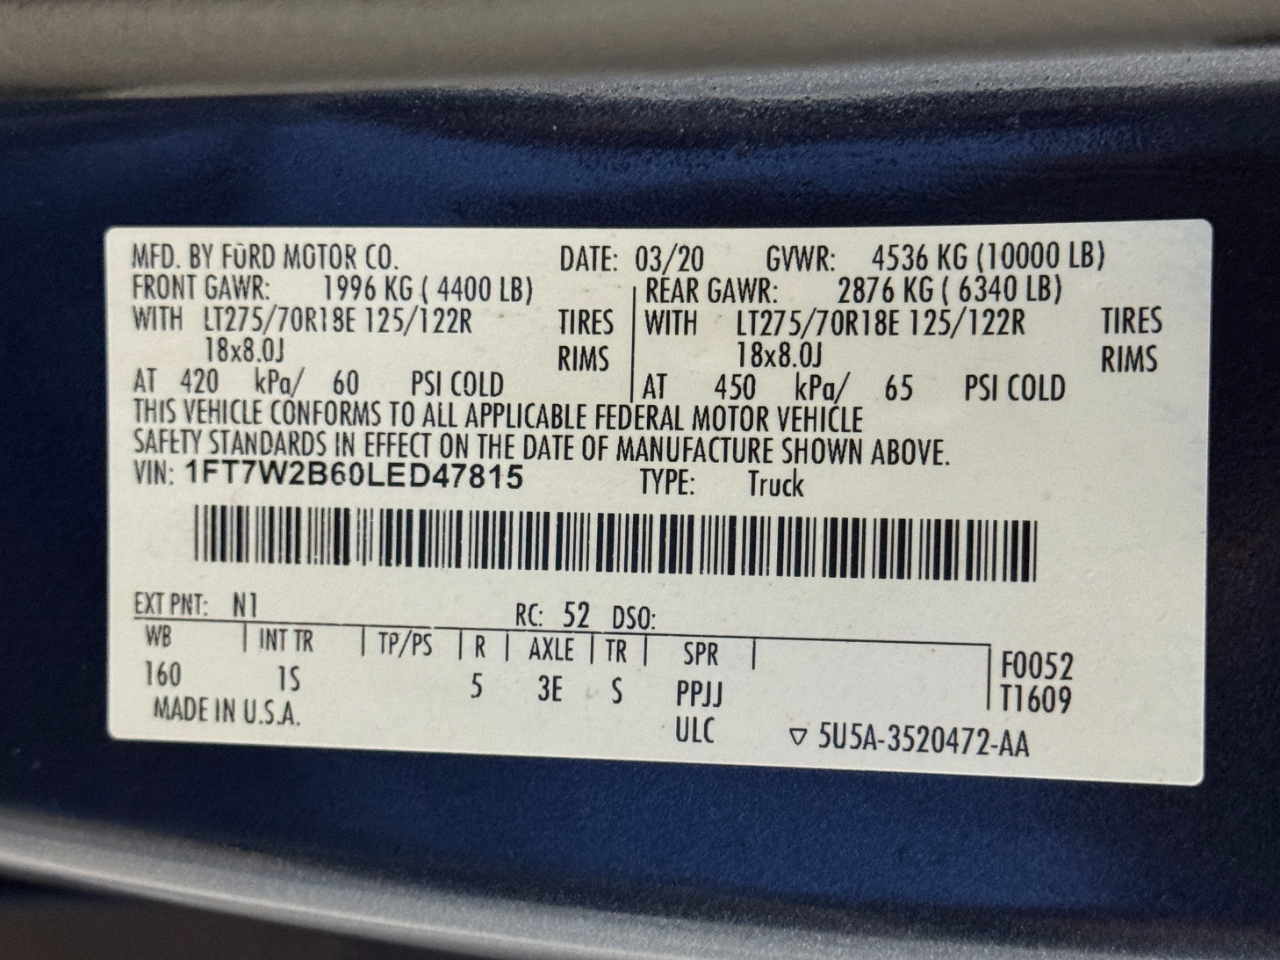 MFD. BY FORD MOTOR CO. DATE: 03/20 GVWR: 4536 KG (10000 LB)
FRONT GAWR: 1996 KG ( 4400 LB) REAR GAWR: 2876 KG ( 6340 LB)
WITH LT275/70R18E 125/122R TIRES WITH LT275/70R18E 125/122R TIRES
18x8.0J RIMS 18x8.0J RIMS
AT 420 kPa/ 60 PSI COLD AT 450 kPa/ 65 PSI COLD
THIS VEHICLE CONFORMS TO ALL APPLICABLE FEDERAL MOTOR VEHICLE
SAFETY STANDARDS IN EFFECT ON THE DATE OF MANUFACTURE SHOWN ABOVE.
VIN: 1FT7W2B60LED47815 TYPE: Truck
EXT PNT: N1 RC: 52 DSO:
WB INT TR TP/PS R AXLE TR SPR F0052
160 1S 5 3E S PPJJ T1609
MADE IN U.S.A. ULC ▽ 5U5A-3520472-AA